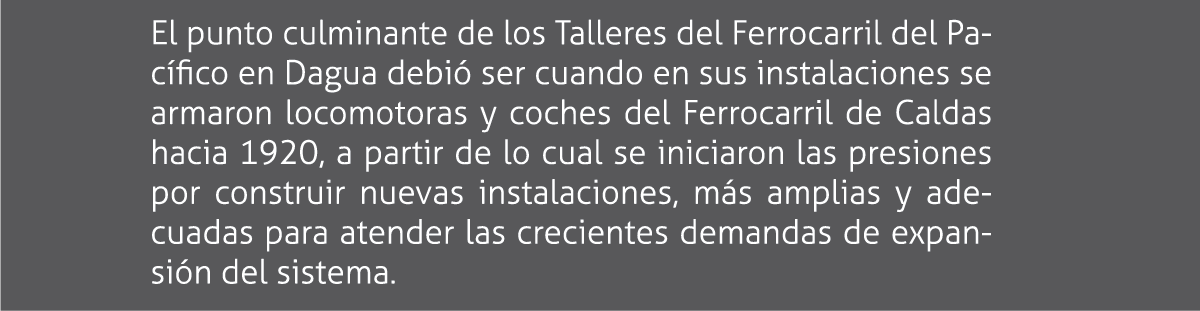 El punto culminante de los Talleres del Ferrocarril del Pa-
cífico en Dagua debió ser cuando en sus instalaciones se
armaron locomotoras y coches del Ferrocarril de Caldas
hacia 1920, a partir de lo cual se iniciaron las presiones
por construir nuevas instalaciones, más amplias y ade-
cuadas para atender las crecientes demandas de expan-
sión del sistema.